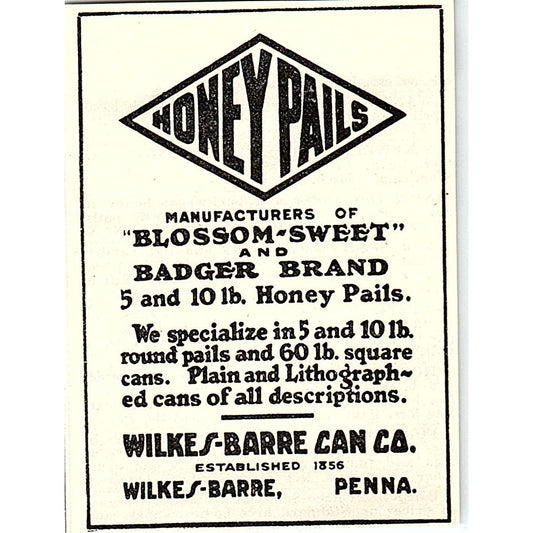 HONEY PAILS
MANUFACTURERS OF
"BLOSSOM-SWEET"
AND
BADGER BRAND
5 and 10 lb. Honey Pails.
We specialize in 5 and 10 lb.
round pails and 60 lb. square
cans. Plain and Lithograph-
ed cans of all descriptions.
WILKES-BARRE CAN CO.
ESTABLISHED 1856
WILKES-BARRE, PENNA.